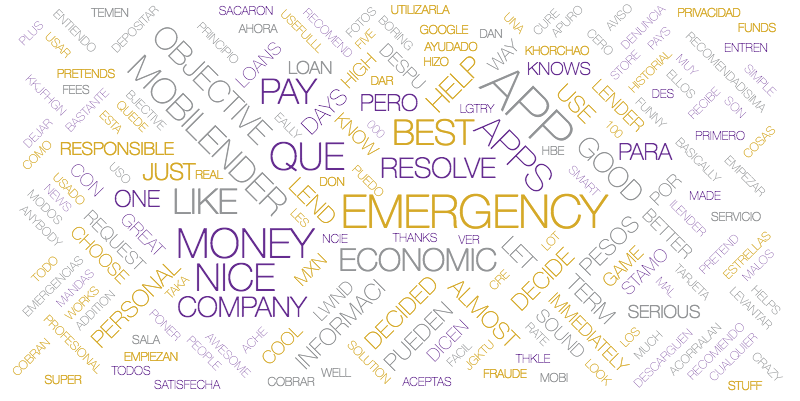 TEMEN
SACARON
UTILIZARLA
UNA
CURE
APURO
AVISO
DENUNCIA
PRIVACIDAD
PLUS
ENTIENDO
DEPOSITAR
PRINCIPIO
AHORA
USEFULLL
RECOMEND
FOTOS
FIVE
BORING
GOOGLE
DAN
CERO
FUNDS
USAR
OBJECTIVE
LOANS
AYUDADO
WAY
KHORCHAO
STORE
PAYS
MUY
RECOMENDADISIMA
ENTREN
PRETENDS
LOAN
HIGH
DESPU
HIZO
HELP
KNOWS
HISTORIAL
ELLOS
SIMPLE
FEES
MOBILENDER
PAY
DAR
APP
USE
LENDER
DES
RECIBE
SON
KKJFHGN
BASTANTE
QUEDE
BJECTIVE
DAYS
PERO
LGTRY
FUNNY
DEJAR
ESTA
EALLY
KNOW
000
BEST
APPS
100
BASICALLY
PRIMERO
COSAS
COMO
RESPONSIBLE
QUE
HBE
GOOD
PARA
EMPEZAR
USO
JUST
REAL
PUEDO
RESOLVE
SMART
CON
USADO
NEWS
ONE
LIKE
LEND
DON
POR
MADE
MODOS
ANYBODY
LES
EMERGENCY
ILENDER
SERVICIO
REQUEST
GREAT
MONEY
NCIE
THANKS
VER
LET
LOT
PESOS
BETTER
TODO
CHOOSE
NICE
MXN
ECONOMIC
DECIDE
GAME
STAMO
PRETEND
ESTRELLAS
MALOS
EMERGENCIAS
MANDAS
WORKS
ADDITION
PERSONAL
TAKA
COMPANY
CRE
TERM
MAIL
TARJETA
HELPS
LEVANTAR
PROFESIONAL
PONER
PEOPLE
AWESOME
ACHE
COOL
INFORMACI
LWND
DECIDED
ALMOST
SOUND
IMMEDIATELY
SERIOUS
COBRAN
SALA
EMPIEZAN
SOLUTION
PUEDEN
DICEN
JGKTU
RATE
LOOK
LOS
MUCH
DESCARGUEN
ACORRALAN
RECOMIENDO
CUALQUIER
CRAZY
SUPER
TODOS
SATISFECHA
COBRAR
WELL
FACIL
ACEPTAS
THKLE
FRAUDE
MOBI
STUFF